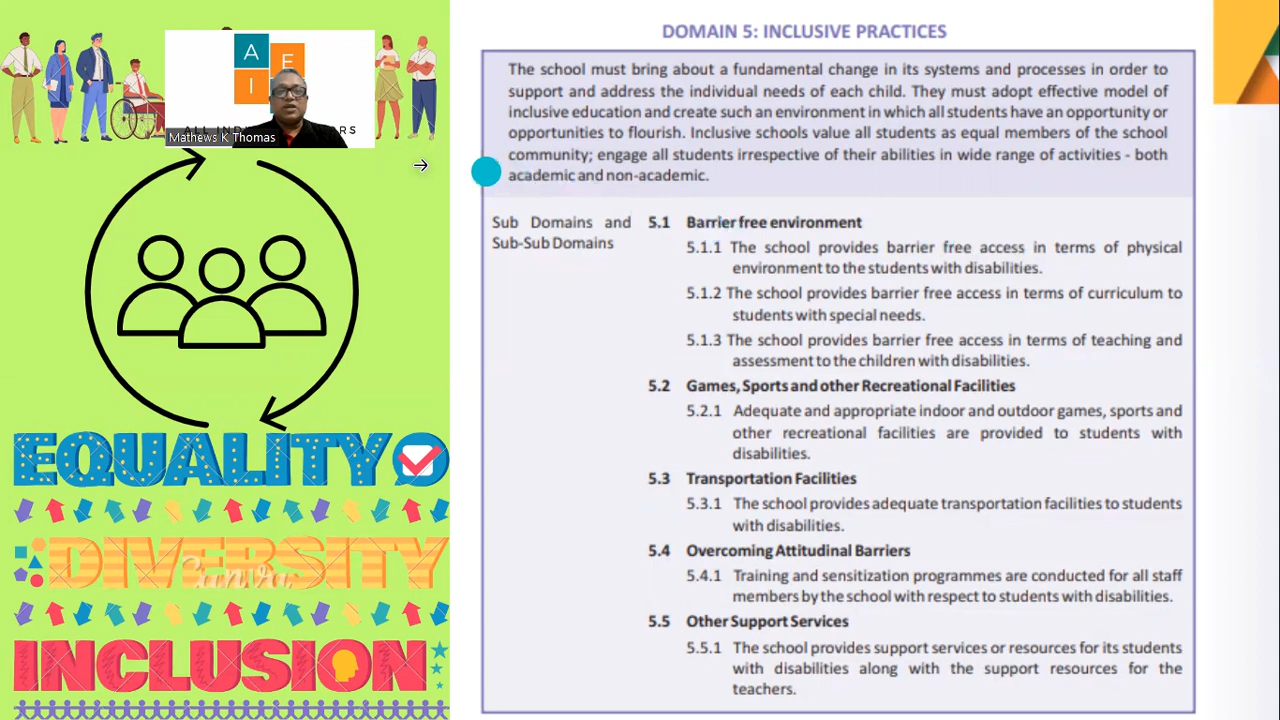 A
E
I
ALL IN
RS
Mathews K Thomas
EQUALITY
DIVERSITY
Canva
INCLUSION
DOMAIN 5: INCLUSIVE PRACTICES
The school must bring about a fundamental change in its systems and processes in order to
support and address the individual needs of each child. They must adopt effective model of
inclusive education and create such an environment in which all students have an opportunity or
opportunities to flourish. Inclusive schools value all students as equal members of the school
community; engage all students irrespective of their abilities in wide range of activities - both
academic and non-academic.
Sub Domains and
Sub-Sub Domains
5.1 Barrier free environment
5.1.1 The school provides barrier free access in terms of physical
environment to the students with disabilities.
5.1.2 The school provides barrier free access in terms of curriculum to
students with special needs.
5.1.3 The school provides barrier free access in terms of teaching and
assessment to the children with disabilities.
5.2 Games, Sports and other Recreational Facilities
5.2.1 Adequate and appropriate indoor and outdoor games, sports and
other recreational facilities are provided to students with
disabilities.
5.3 Transportation Facilities
5.3.1 The school provides adequate transportation facilities to students
with disabilities.
5.4 Overcoming Attitudinal Barriers
5.4.1 Training and sensitization programmes are conducted for all staff
members by the school with respect to students with disabilities.
5.5 Other Support Services
5.5.1 The school provides support services or resources for its students
with disabilities along with the support resources for the
teachers.